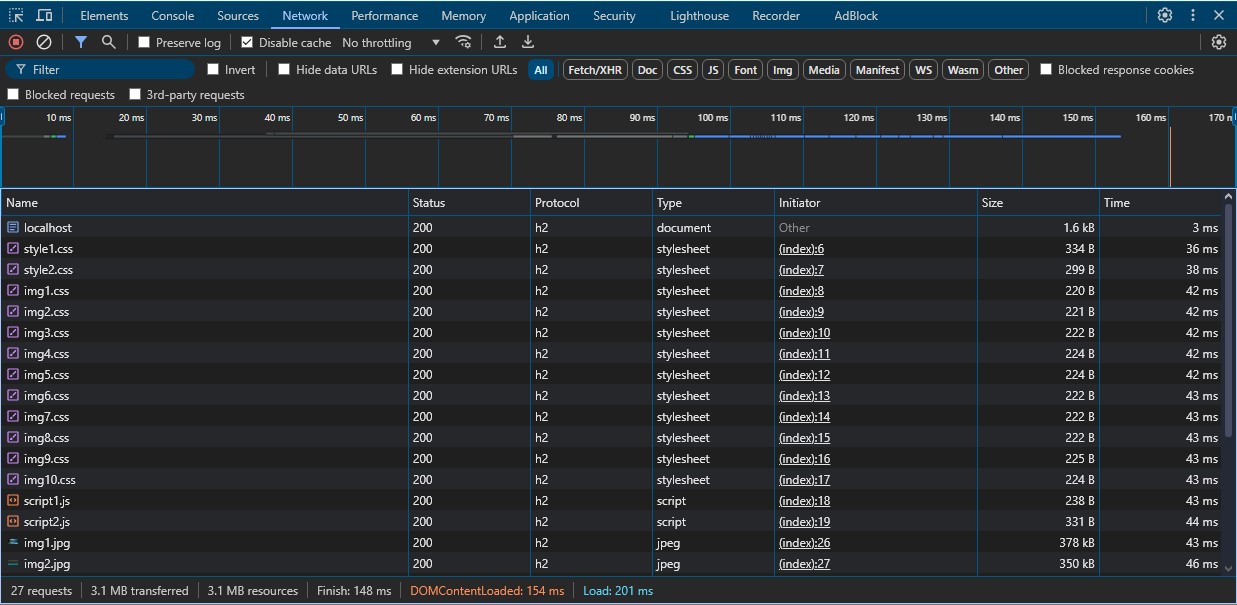 Elements Console Sources Network Performance Memory Application Security Lighthouse Recorder AdBlock
Preserve log Disable cache No throttling
Filter Invert Hide data URLs Hide extension URLs All Fetch/XHR Doc CSS JS Font Img Media Manifest WS Wasm Other Blocked response cookies
Blocked requests 3rd-party requests
10 ms 20 ms 30 ms 40 ms 50 ms 60 ms 70 ms 80 ms 90 ms 100 ms 110 ms 120 ms 130 ms 140 ms 150 ms 160 ms 170
Name Status Protocol Type Initiator Size Time
localhost 200 h2 document Other 1.6 kB 3 ms
style1.css 200 h2 stylesheet (index):6 334 B 36 ms
style2.css 200 h2 stylesheet (index):7 299 B 38 ms
img1.css 200 h2 stylesheet (index):8 220 B 42 ms
img2.css 200 h2 stylesheet (index):9 221 B 42 ms
img3.css 200 h2 stylesheet (index):10 222 B 42 ms
img4.css 200 h2 stylesheet (index):11 224 B 42 ms
img5.css 200 h2 stylesheet (index):12 224 B 42 ms
img6.css 200 h2 stylesheet (index):13 222 B 43 ms
img7.css 200 h2 stylesheet (index):14 222 B 43 ms
img8.css 200 h2 stylesheet (index):15 222 B 43 ms
img9.css 200 h2 stylesheet (index):16 225 B 43 ms
img10.css 200 h2 stylesheet (index):17 224 B 43 ms
script1.js 200 h2 script (index):18 238 B 43 ms
script2.js 200 h2 script (index):19 331 B 44 ms
img1.jpg 200 h2 jpeg (index):26 378 kB 43 ms
img2.jpg 200 h2 jpeg (index):27 350 kB 46 ms
27 requests 3.1 MB transferred 3.1 MB resources Finish: 148 ms DOMContentLoaded: 154 ms Load: 201 ms